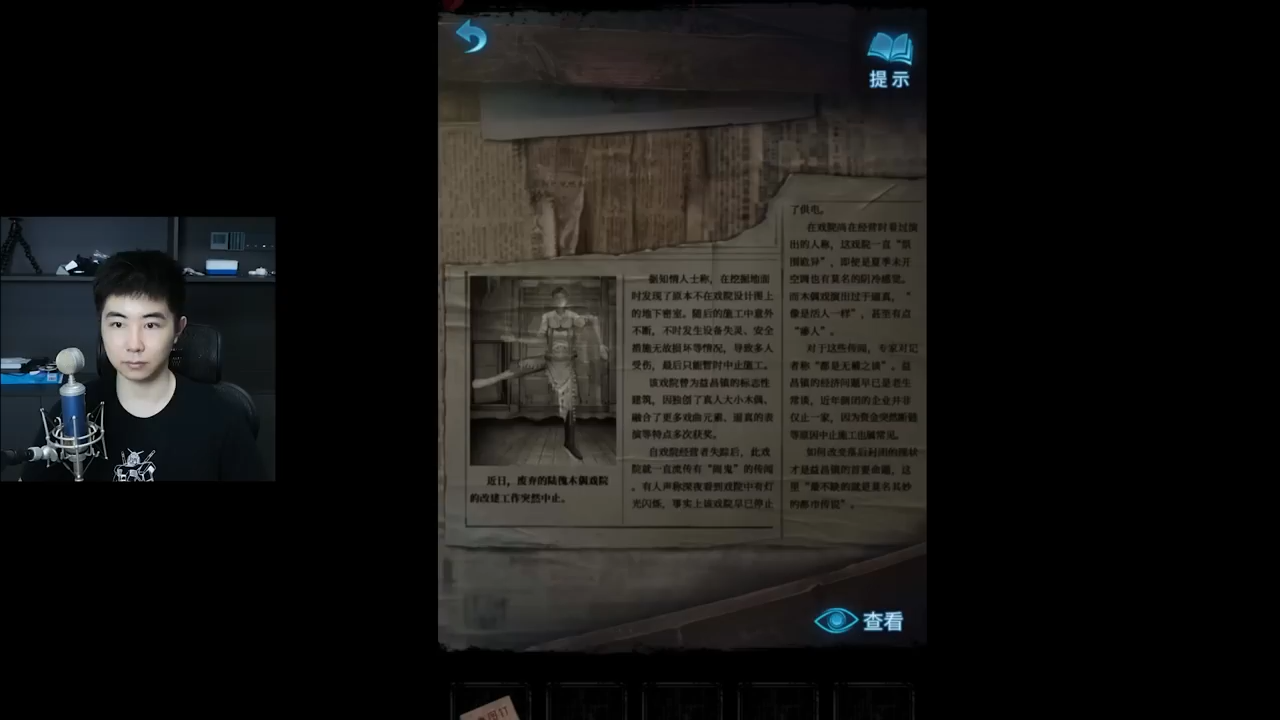 提示
近日，废弃的陆傀木偶戏院
的改建工作突然中止。
据知情人士称，在挖掘地面
时发现了原本不在戏院设计图上
的地下密室。随后的施工中意外
不断，不时发生设备失灵、安全
措施无故损坏等情况，导致多人
受伤，最后只能暂时中止施工。
该戏院曾为益昌镇的标志性
建筑，因独创了真人大小木偶、
融合了更多戏曲元素、逼真的表
演等特点多次获奖。
自戏院经营者失踪后，此戏
院就一直流传有“闹鬼”的传闻
。有人声称深夜看到戏院中有灯
光闪烁，事实上该戏院早已停止
了供电。
在戏院尚在经营时看过演
出的人称，这戏院一直“氛
围诡异”，即使是夏季未开
空调也有莫名的阴冷感觉。
而木偶戏演出过于逼真，“
像是活人一样”，甚至有点
“瘆人”。
对于这些传闻，专家对记
者称“都是无稽之谈”。益
昌镇的经济问题早已是老生
常谈，近年倒闭的企业并非
仅止一家，因为资金突然断链
等原因中止施工也属常见。
如何改变落后封闭的现状
才是益昌镇的首要命题，这
里“最不缺的就是莫名其妙
的都市传说”。
查看